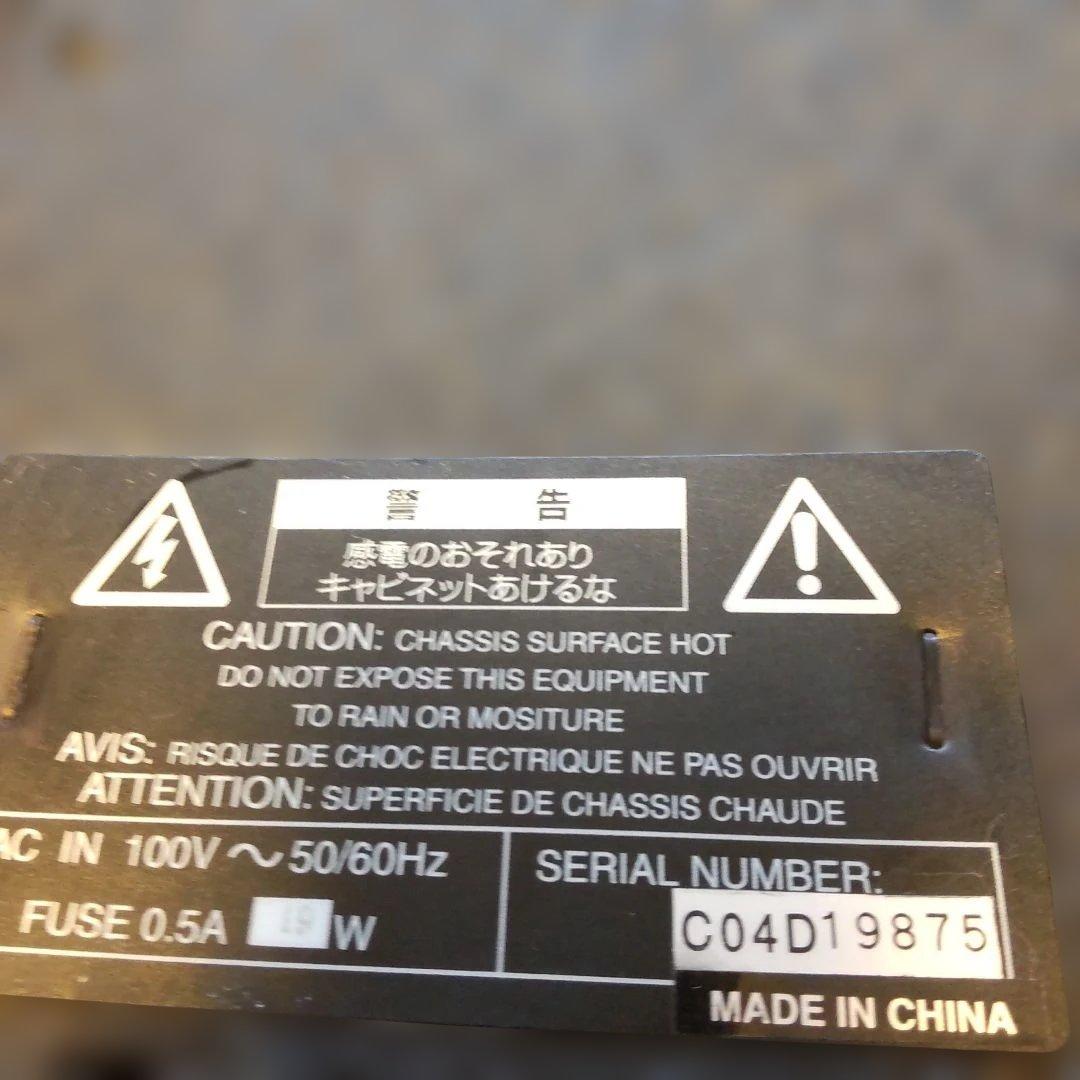 警告
感電のおそれあり
キャビネットあけるな
CAUTION: CHASSIS SURFACE HOT
DO NOT EXPOSE THIS EQUIPMENT
TO RAIN OR MOSITURE
AVIS: RISQUE DE CHOC ELECTRIQUE NE PAS OUVRIR
ATTENTION: SUPERFICIE DE CHASSIS CHAUDE
AC IN 100V ～ 50/60Hz
FUSE 0.5A 19 W
SERIAL NUMBER:
C04D19875
MADE IN CHINA